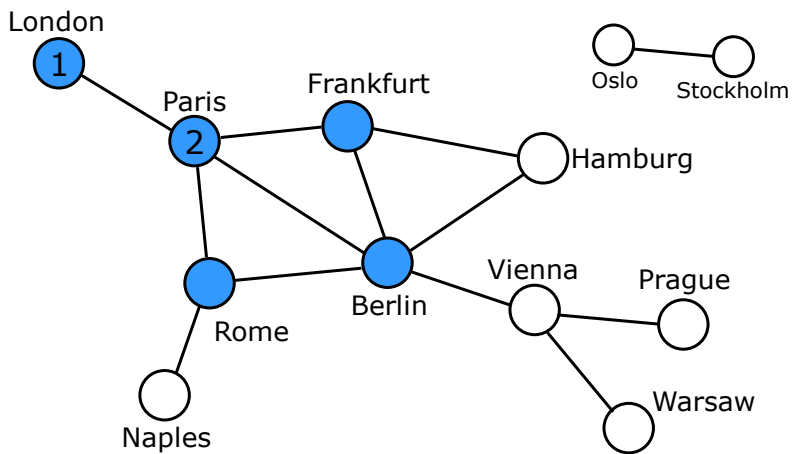 London
1
Paris
2
Frankfurt
Oslo
Stockholm
Hamburg
Rome
Berlin
Vienna
Prague
Naples
Warsaw